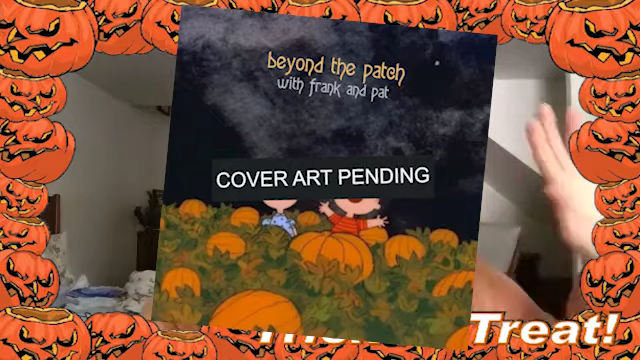 beyond the patch
with frank and pat
COVER ART PENDING
Treat!